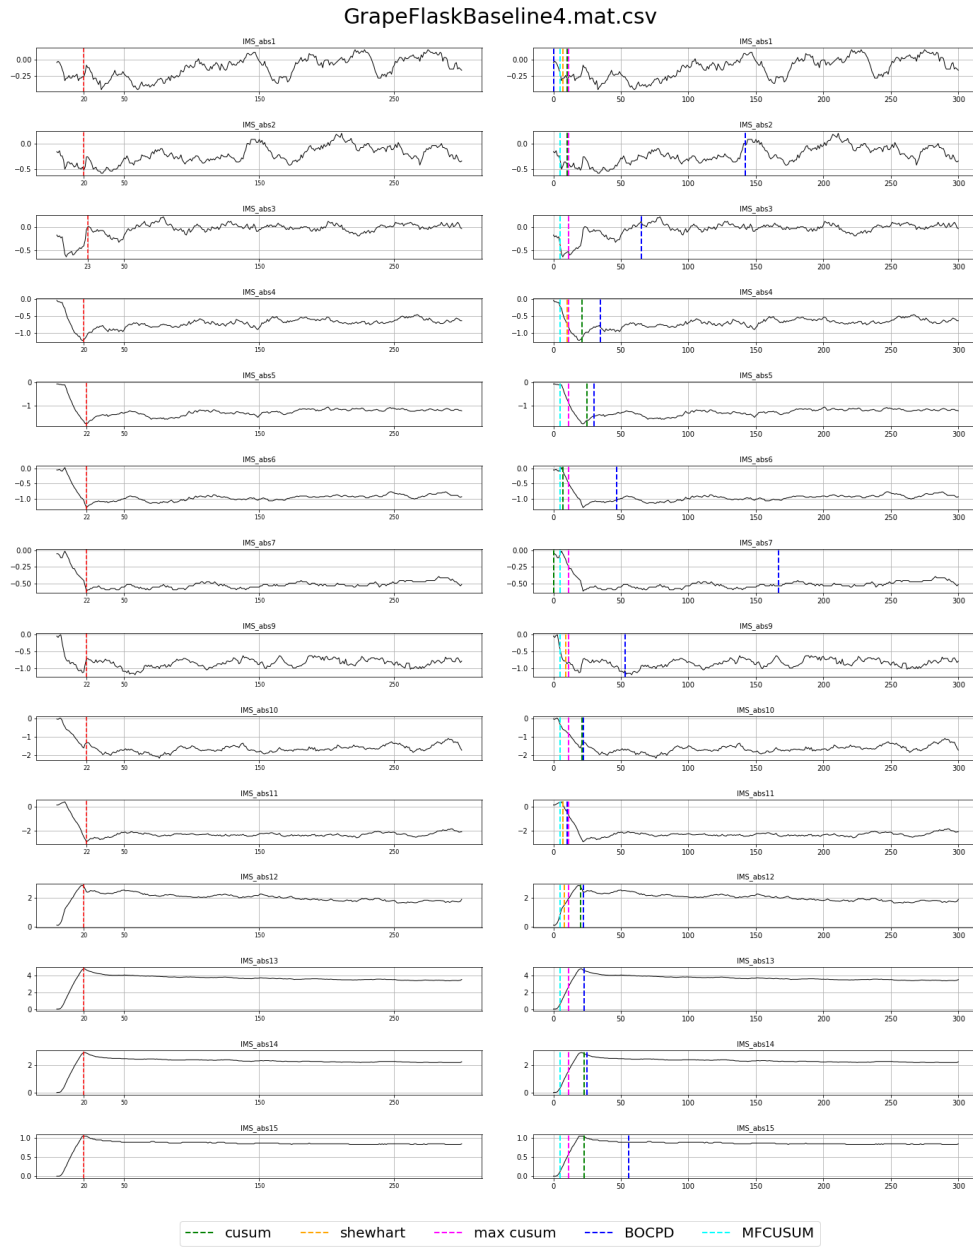 GrapeFlaskBaseline4.mat.csv
IMS_abs1
0.00
−0.25
20 50 150 250
IMS_abs1
0.00
−0.25
0 50 100 150 200 250 300
IMS_abs2
0.0
−0.5
20 50 150 250
IMS_abs2
0.0
−0.5
0 50 100 150 200 250 300
IMS_abs3
0.0
−0.5
23 50 150 250
IMS_abs3
0.0
−0.5
0 50 100 150 200 250 300
IMS_abs4
0.0
−0.5
−1.0
20 50 150 250
IMS_abs4
0.0
−0.5
−1.0
0 50 100 150 200 250 300
IMS_abs5
0
−1
22 50 150 250
IMS_abs5
0
−1
0 50 100 150 200 250 300
IMS_abs6
0.0
−0.5
−1.0
22 50 150 250
IMS_abs6
0.0
−0.5
−1.0
0 50 100 150 200 250 300
IMS_abs7
0.00
−0.25
−0.50
22 50 150 250
IMS_abs7
0.00
−0.25
−0.50
0 50 100 150 200 250 300
IMS_abs9
0.0
−0.5
−1.0
22 50 150 250
IMS_abs9
0.0
−0.5
−1.0
0 50 100 150 200 250 300
IMS_abs10
0
−1
−2
22 50 150 250
IMS_abs10
0
−1
−2
0 50 100 150 200 250 300
IMS_abs11
0
−2
22 50 150 250
IMS_abs11
0
−2
0 50 100 150 200 250 300
IMS_abs12
2
0
20 50 150 250
IMS_abs12
2
0
0 50 100 150 200 250 300
IMS_abs13
4
2
0
20 50 150 250
IMS_abs13
4
2
0
0 50 100 150 200 250 300
IMS_abs14
2
0
20 50 150 250
IMS_abs14
2
0
0 50 100 150 200 250 300
IMS_abs15
1.0
0.5
0.0
20 50 150 250
IMS_abs15
1.0
0.5
0.0
0 50 100 150 200 250 300
cusum shewhart max cusum BOCPD MFCUSUM